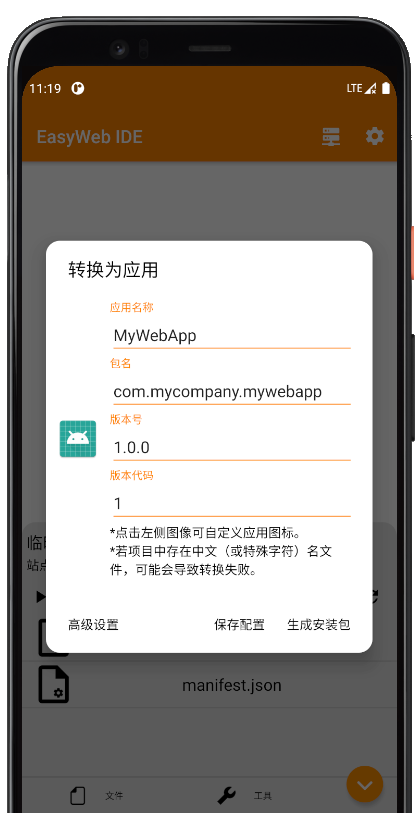 11:19
LTE
EasyWeb IDE
转换为应用
应用名称
MyWebApp
包名
com.mycompany.mywebapp
版本号
1.0.0
版本代码
1
*点击左侧图像可自定义应用图标。
*若项目中存在中文（或特殊字符）名文
件，可能会导致转换失败。
临
站点
高级设置
保存配置
生成安装包
manifest.json
文件
工具